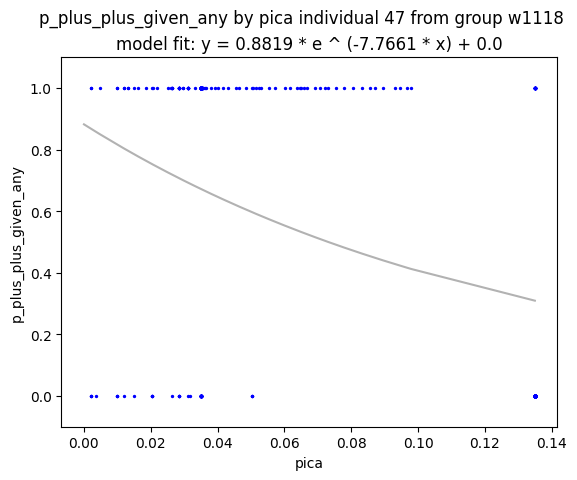 p_plus_plus_given_any by pica individual 47 from group w1118
model fit: y = 0.8819 * e ^ (-7.7661 * x) + 0.0
1.0
0.8
0.6
0.4
0.2
0.0
p_plus_plus_given_any
0.00 0.02 0.04 0.06 0.08 0.10 0.12 0.14
pica